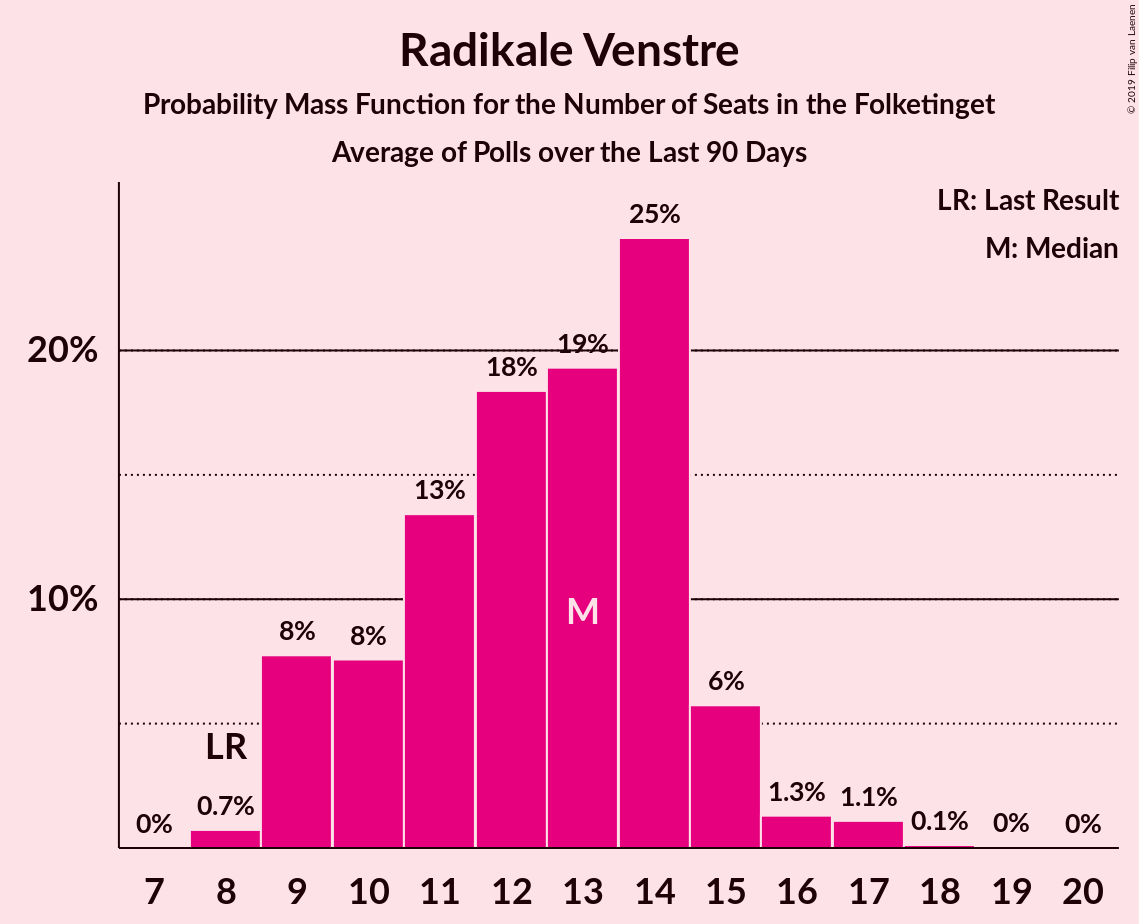 Radikale Venstre
Probability Mass Function for the Number of Seats in the Folketinget
Average of Polls over the Last 90 Days
© 2019 Filip van Laenen
LR: Last Result
M: Median
20%
10%
0%
0.7%
8%
8%
13%
18%
19%
25%
6%
1.3%
1.1%
0.1%
0%
0%
LR
M
7 8 9 10 11 12 13 14 15 16 17 18 19 20